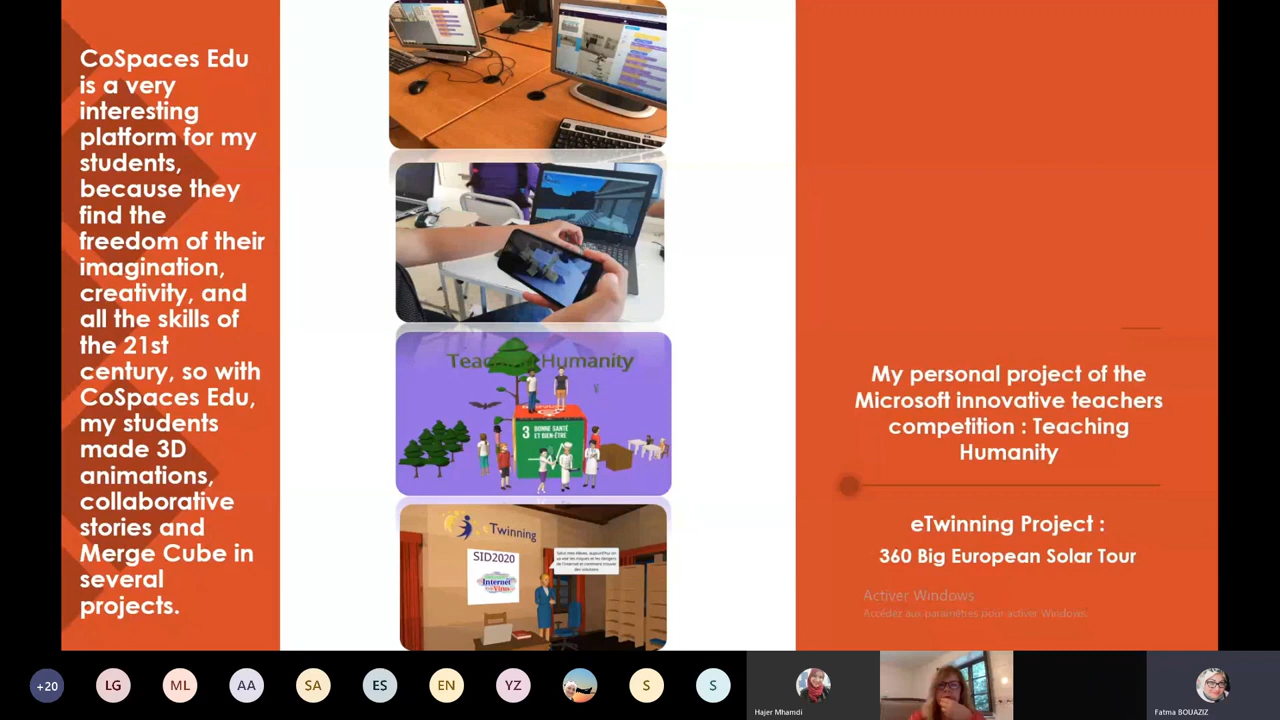 CoSpaces Edu
is a very
interesting
platform for my
students,
because they
find the
freedom of their
imagination,
creativity, and
all the skills of
the 21st
century, so with
CoSpaces Edu,
my students
made 3D
animations,
collaborative
stories and
Merge Cube in
several
projects.
Humanity
3 BONNE SANTÉ
ET BIEN-ÊTRE
eTwinning
SID2020
Internet
Virus
My personal project of the
Microsoft innovative teachers
competition : Teaching
Humanity
eTwinning Project :
360 Big European Solar Tour
Activer Windows
Accédez aux paramètres pour activer Windows.
+20
LG
ML
AA
SA
ES
EN
YZ
S
S
Hajer Mhamdi
Fatma BOUAZIZ